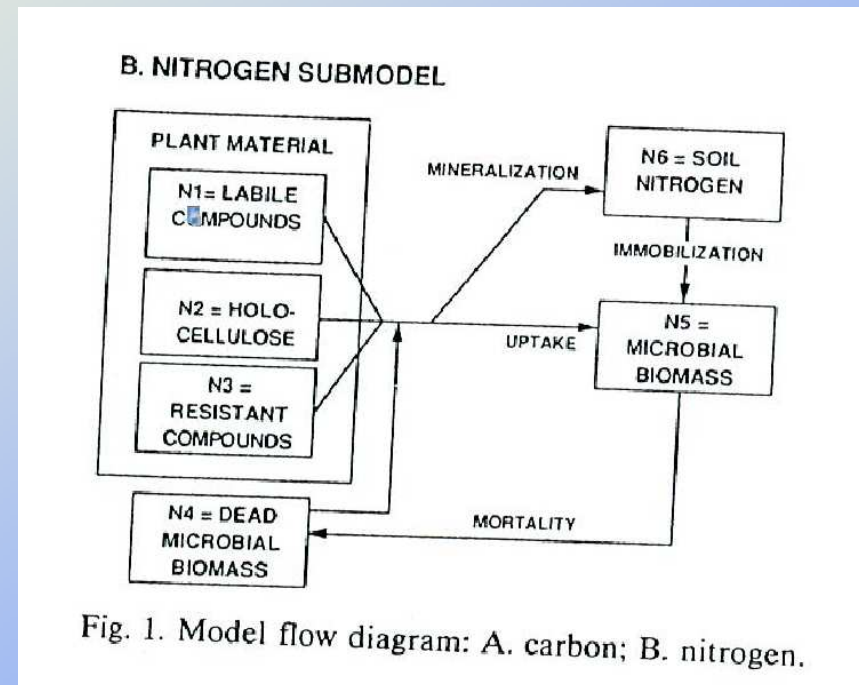 B. NITROGEN SUBMODEL
PLANT MATERIAL
N1= LABILE
COMPOUNDS
N2 = HOLO-
CELLULOSE
N3 =
RESISTANT
COMPOUNDS
N4 = DEAD
MICROBIAL
BIOMASS
MINERALIZATION
N6 = SOIL
NITROGEN
IMMOBILIZATION
UPTAKE
N5 =
MICROBIAL
BIOMASS
MORTALITY
Fig. 1. Model flow diagram: A. carbon; B. nitrogen.